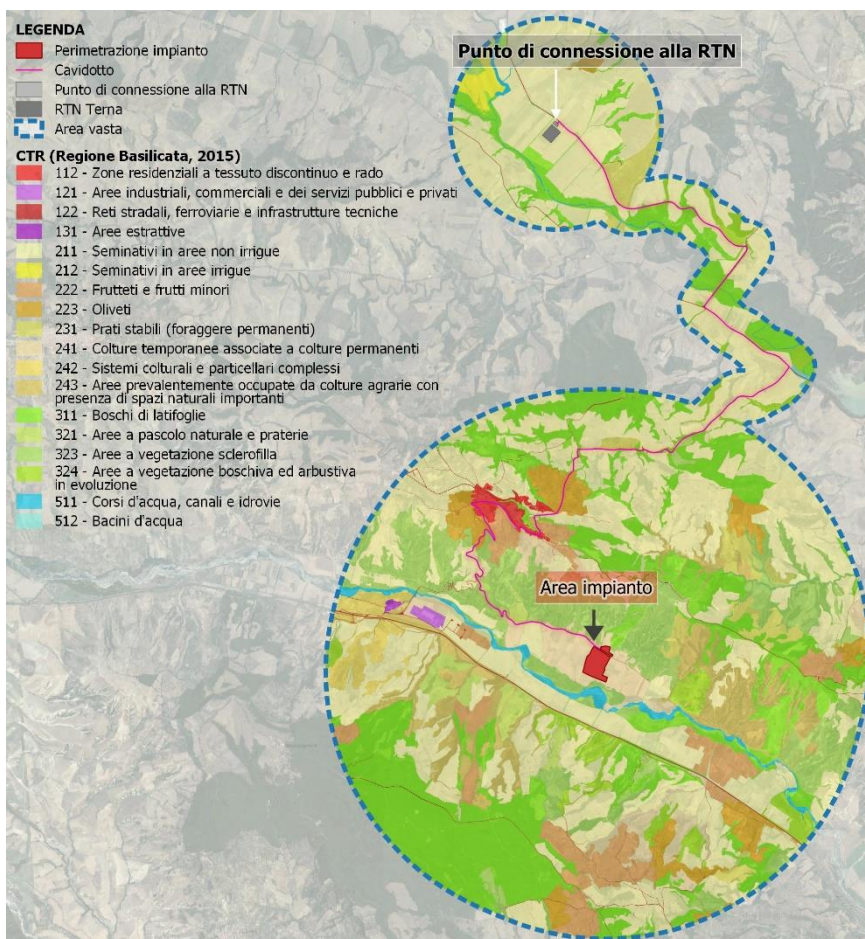 LEGENDA
Perimetrazione impianto
Cavidotto
Punto di connessione alla RTN
RTN Terna
Area vasta
CTR (Regione Basilicata, 2015)
112 - Zone residenziali a tessuto discontinuo e rado
121 - Aree industriali, commerciali e dei servizi pubblici e privati
122 - Reti stradali, ferroviarie e infrastrutture tecniche
131 - Aree estrattive
211 - Seminativi in aree non irrigue
212 - Seminativi in aree irrigue
222 - Frutteti e frutti minori
223 - Oliveti
231 - Prati stabili (foraggere permanenti)
241 - Colture temporanee associate a colture permanenti
242 - Sistemi colturali e particellari complessi
243 - Aree prevalentemente occupate da colture agrarie con
presenza di spazi naturali importanti
311 - Boschi di latifoglie
321 - Aree a pascolo naturale e praterie
323 - Aree a vegetazione sclerofilla
324 - Aree a vegetazione boschiva ed arbustiva
in evoluzione
511 - Corsi d'acqua, canali e idrovie
512 - Bacini d'acqua
Punto di connessione alla RTN
Area impianto